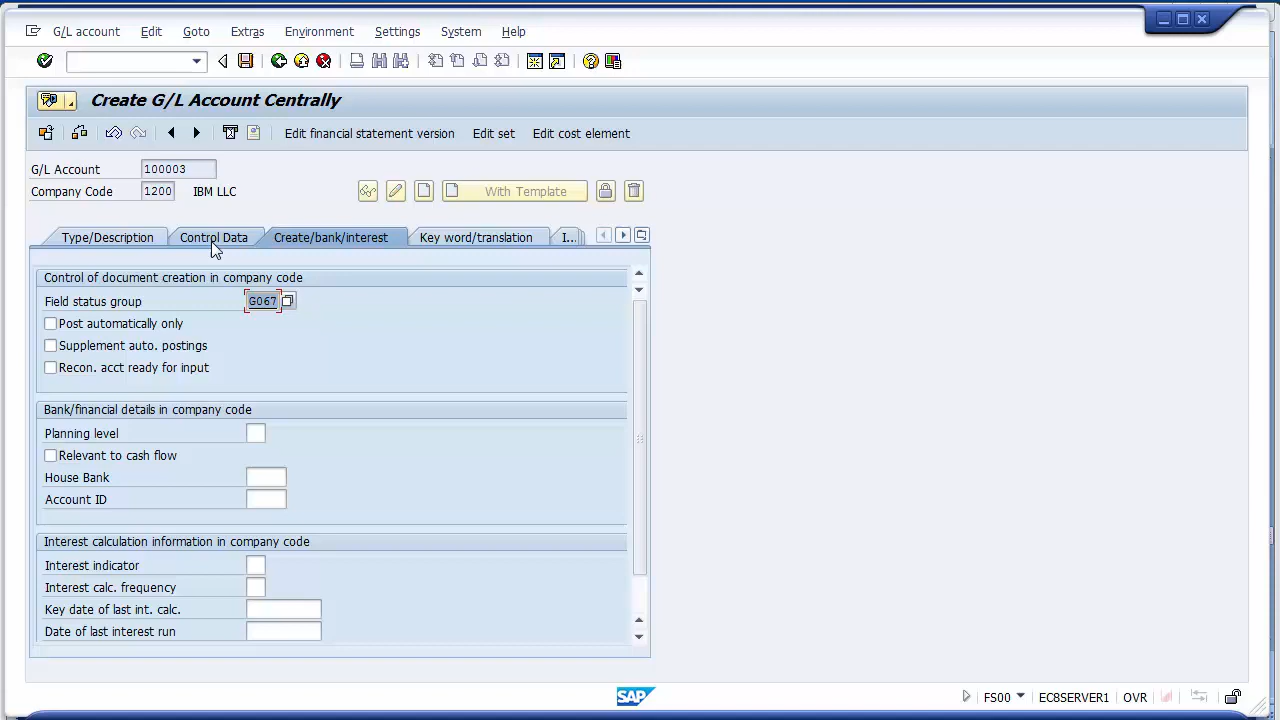 G/L account Edit Goto Extras Environment Settings System Help
Create G/L Account Centrally
Edit financial statement version Edit set Edit cost element
G/L Account 100003
Company Code 1200 IBM LLC With Template
Type/Description Control Data Create/bank/interest Key word/translation I...
Control of document creation in company code
Field status group G067
Post automatically only
Supplement auto. postings
Recon. acct ready for input
Bank/financial details in company code
Planning level
Relevant to cash flow
House Bank
Account ID
Interest calculation information in company code
Interest indicator
Interest calc. frequency
Key date of last int. calc.
Date of last interest run
SAP FS00 ECBSERVER1 OVR